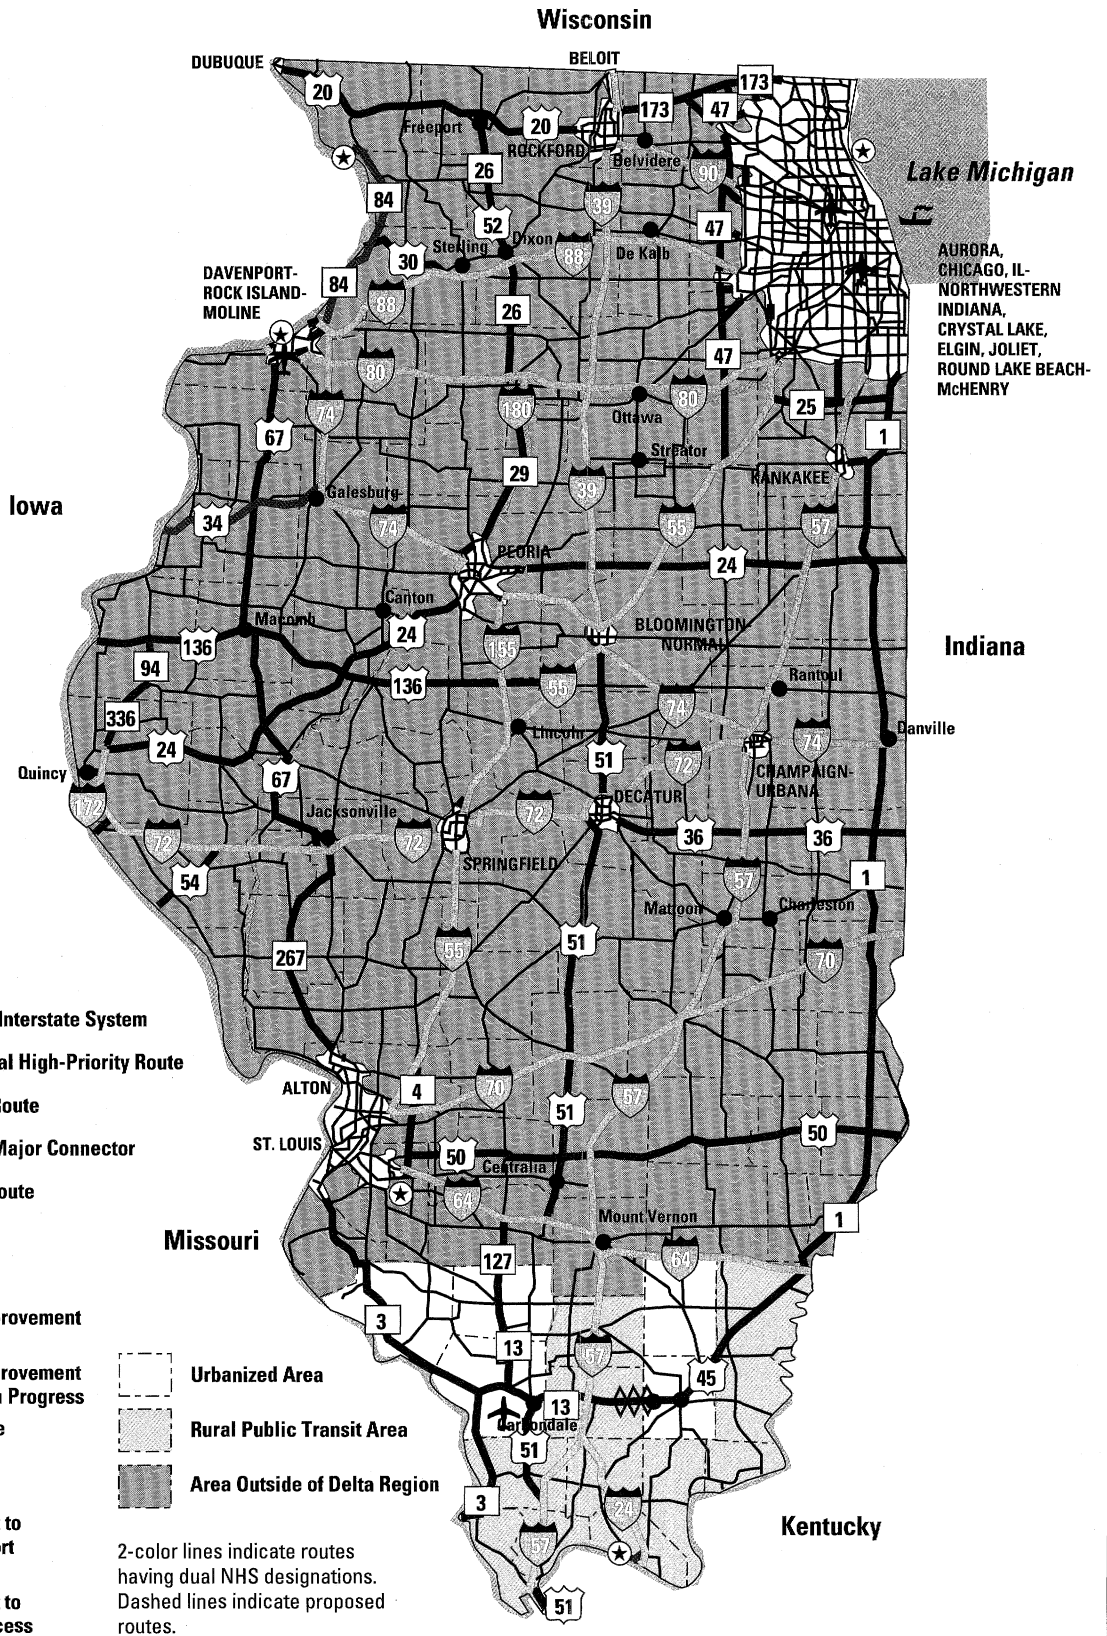 Wisconsin
DUBUQUE
BELOIT
173
20
173
47
Freeport
20
ROCKFORD
Belvidere
26
90
Lake Michigan
84
39
52
47
Sterling
Dixon
De Kalb
30
88
DAVENPORT-
ROCK ISLAND-
MOLINE
84
88
26
AURORA,
CHICAGO, IL-
NORTHWESTERN
INDIANA,
CRYSTAL LAKE,
ELGIN, JOLIET,
ROUND LAKE BEACH-
McHENRY
47
80
80
74
180
Ottawa
25
67
1
Streator
29
KANKAKEE
39
Iowa
Galesburg
34
74
55
57
PEORIA
24
Canton
Macomb
24
BLOOMINGTON-
NORMAL
136
155
Indiana
94
136
55
Rantoul
74
336
Lincoln
Danville
24
51
74
72
Quincy
67
CHAMPAIGN-
URBANA
172
DECATUR
Jacksonville
72
72
72
36
36
SPRINGFIELD
54
57
1
Mattoon
Charleston
51
267
55
70
Interstate System
al High-Priority Route
ALTON
4
70
57
oute
51
Major Connector
ST. LOUIS
50
50
Centralia
oute
64
Mount Vernon
1
Missouri
127
64
rovement
3
13
57
rovement
n Progress
Urbanized Area
45
e
13
Rural Public Transit Area
Carbondale
51
Area Outside of Delta Region
3
24
to
rt
Kentucky
57
2-color lines indicate routes
having dual NHS designations.
Dashed lines indicate proposed
routes.
to
cess
51